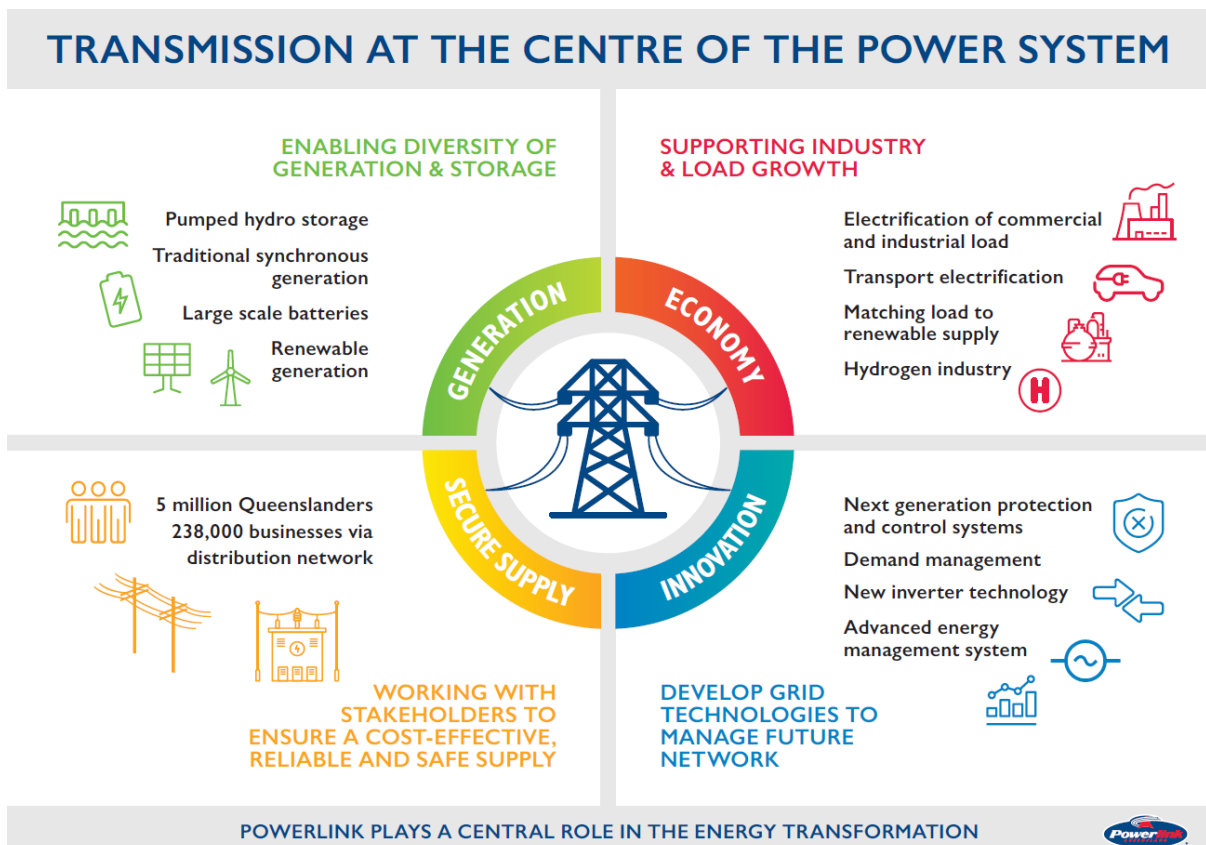 TRANSMISSION AT THE CENTRE OF THE POWER SYSTEM
ENABLING DIVERSITY OF
GENERATION & STORAGE
Pumped hydro storage
Traditional synchronous
generation
Large scale batteries
Renewable
generation
SUPPORTING INDUSTRY
& LOAD GROWTH
Electrification of commercial
and industrial load
Transport electrification
Matching load to
renewable supply
Hydrogen industry
H
GENERATION
ECONOMY
SECURE SUPPLY
INNOVATION
5 million Queenslanders
238,000 businesses via
distribution network
WORKING WITH
STAKEHOLDERS TO
ENSURE A COST-EFFECTIVE,
RELIABLE AND SAFE SUPPLY
Next generation protection
and control systems
Demand management
New inverter technology
Advanced energy
management system
DEVELOP GRID
TECHNOLOGIES TO
MANAGE FUTURE
NETWORK
POWERLINK PLAYS A CENTRAL ROLE IN THE ENERGY TRANSFORMATION
Powerlink